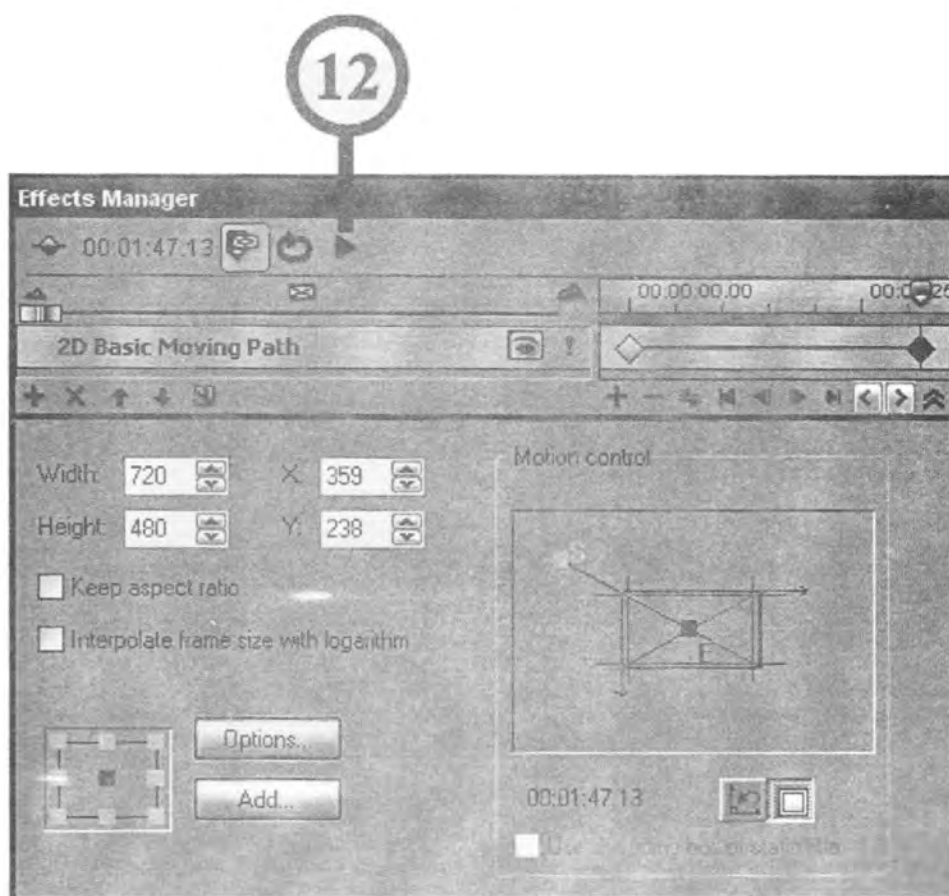 12
Effects Manager
00:01:47:13
00:00:00.00 00:
2D Basic Moving Path
Width: 720 X: 359
Height: 480 Y: 238
Keep aspect ratio
Interpolate frame size with logarithm
Options...
Add...
Motion control
S
E
00:01:47:13